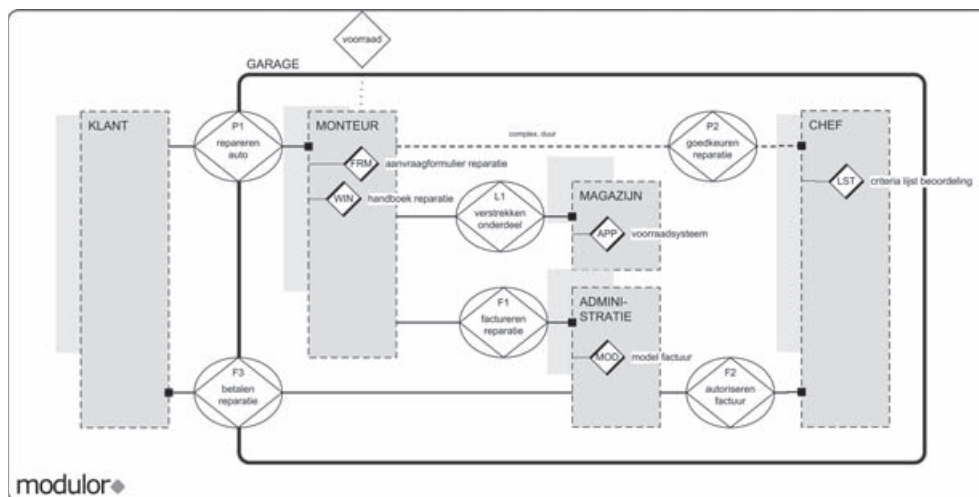 voorraad
GARAGE
KLANT
P1
repareren
auto
MONTEUR
complex, duur
P2
goedkeuren
reparatie
CHEF
FRM
aanvraagformulier reparatie
WIN
handboek reparatie
LST
criteria lijst beoordeling
L1
verstrekken
onderdeel
MAGAZIJN
APP
voorraadsysteem
F1
factureren
reparatie
ADMINI-
STRATIE
MOD
model factuur
F3
betalen
reparatie
F2
autoriseren
factuur
modulor